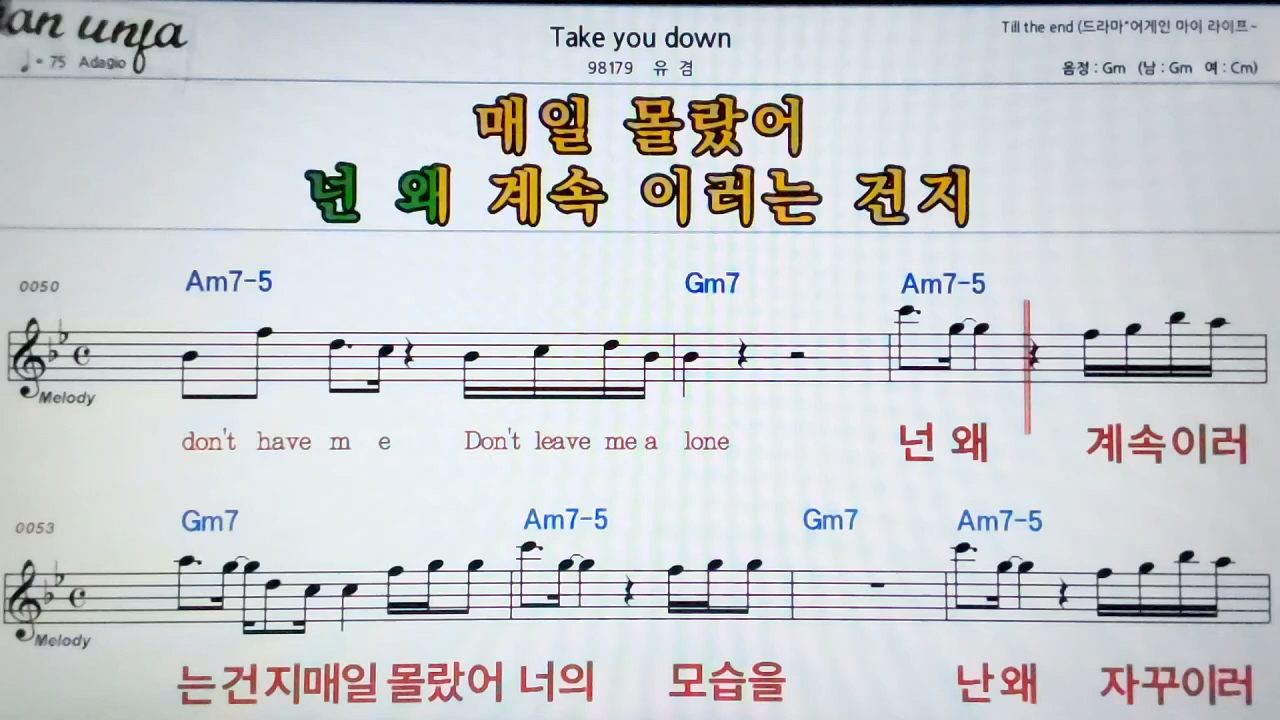 Take you down
Till the end (드라마"어게인 마이 라이프~
♩= 75 Adagio
98179 유 겸
음정 : Gm (남 : Gm 여 : Cm)
매일 몰랐어
넌 왜 계속 이러는 건지
0050 Am7-5 Gm7 Am7-5
Melody
don't have m e Don't leave me a lone 넌 왜 계속이러
0053 Gm7 Am7-5 Gm7 Am7-5
Melody
는건지매일 몰랐어 너의 모습을 난왜 자꾸이러